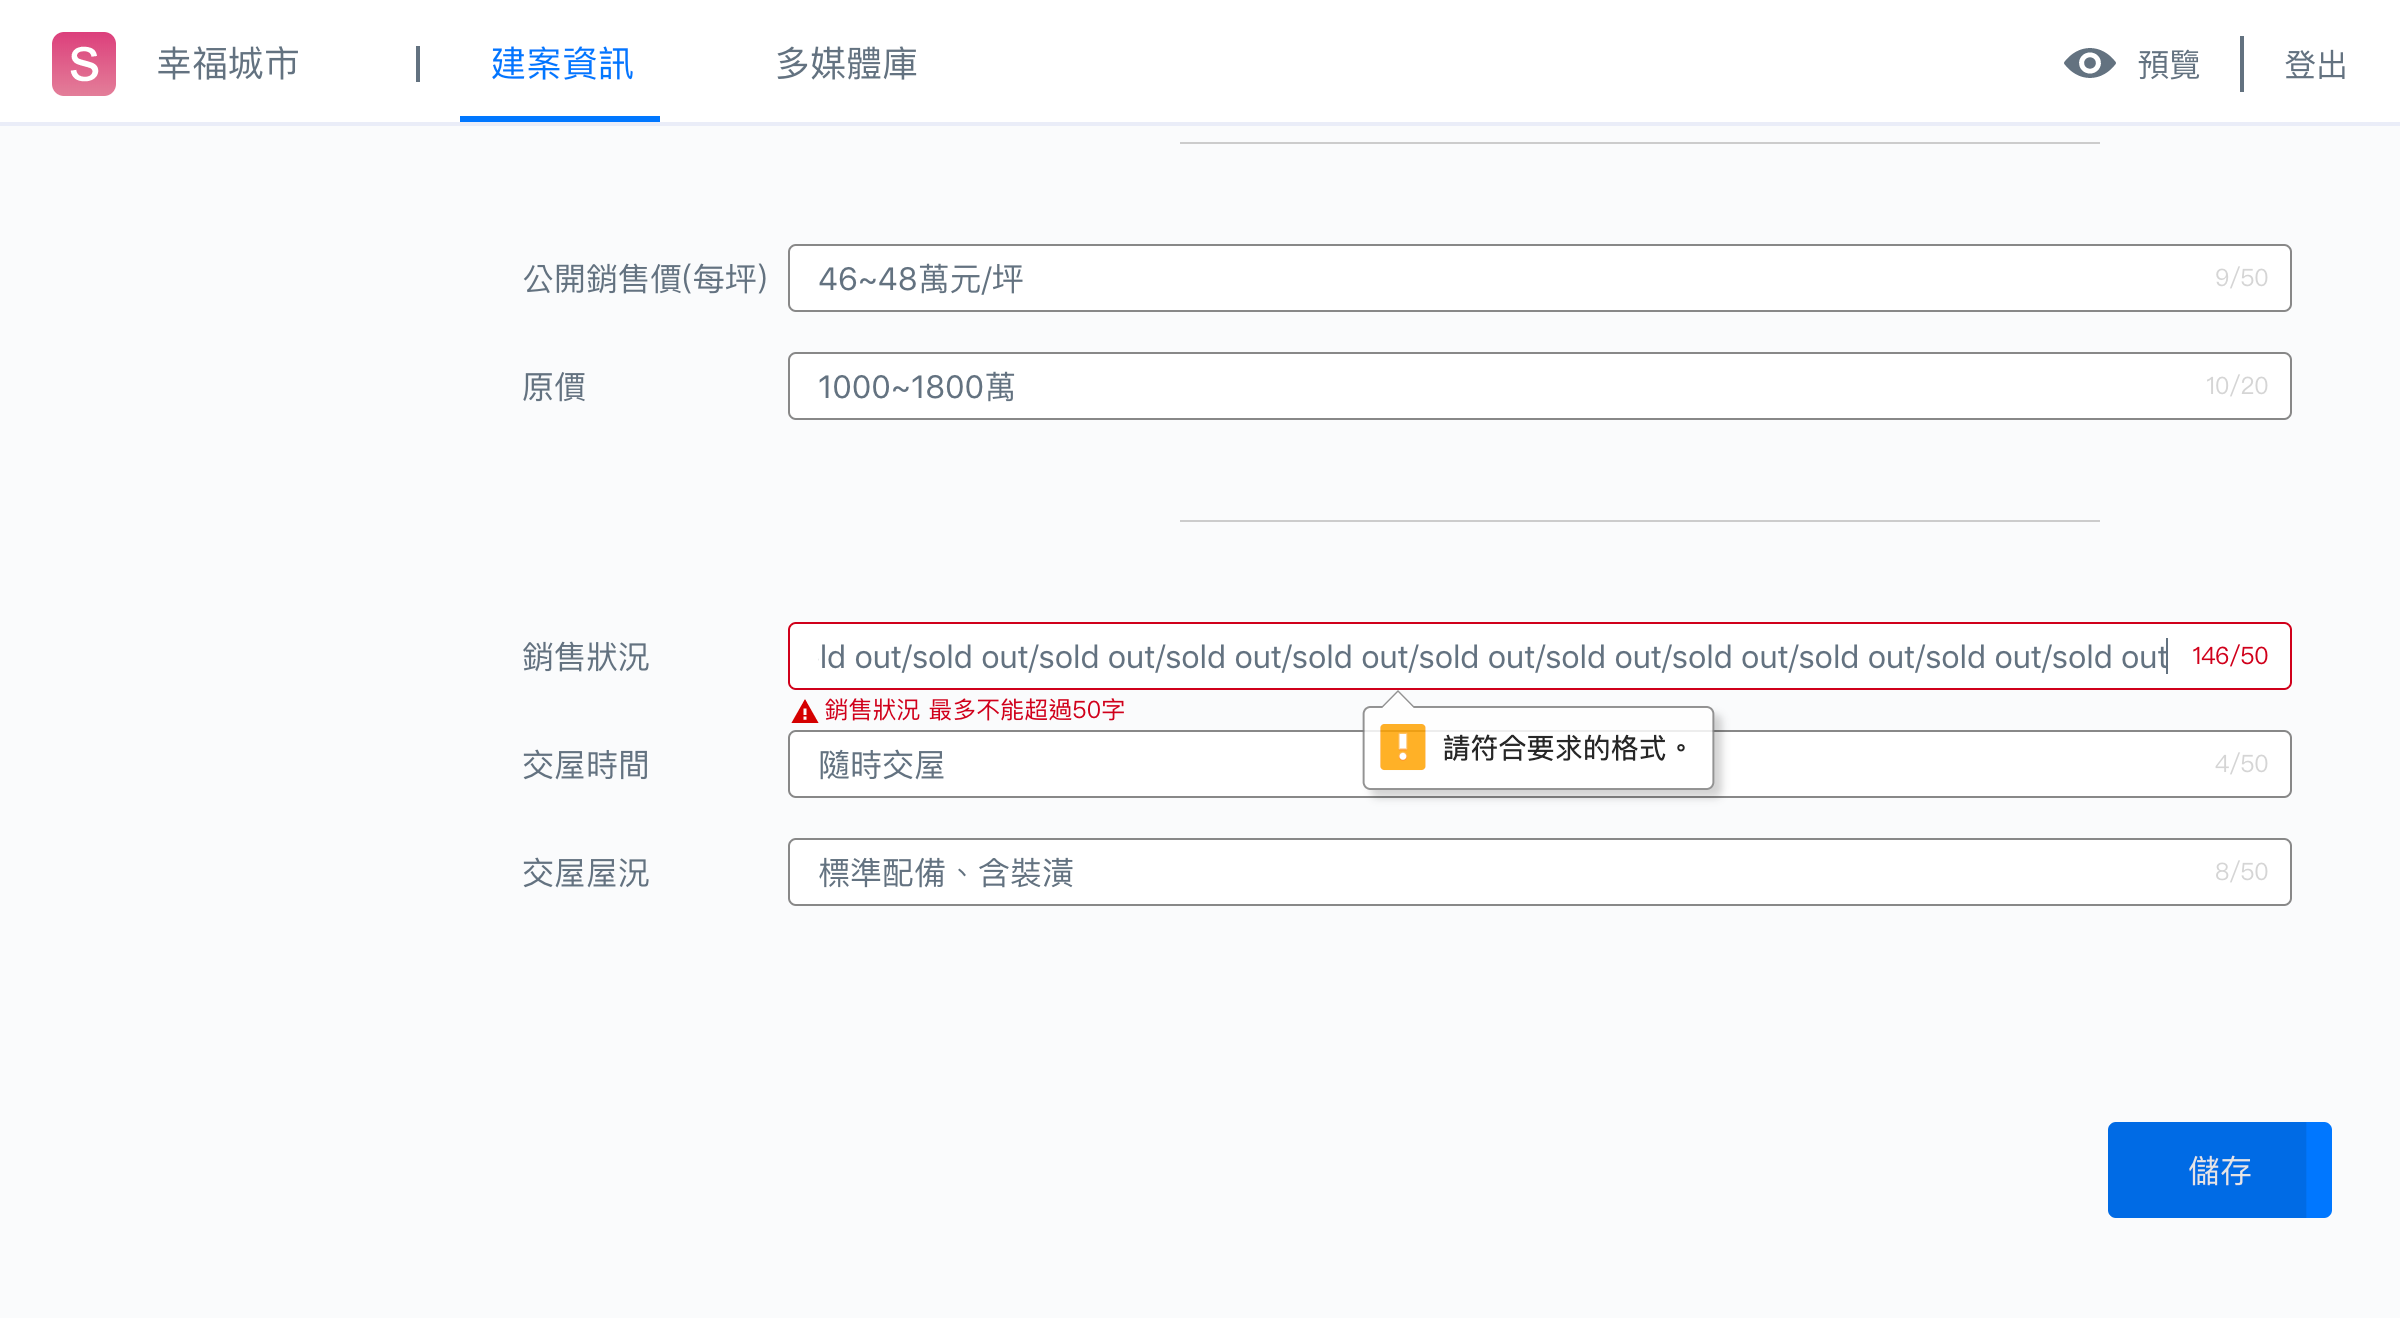 S 幸福城市 建案資訊 多媒體庫 預覽 登出
公開銷售價(每坪) 46~48萬元/坪 9/50
原價 1000~1800萬 10/20
銷售狀況 ld out/sold out/sold out/sold out/sold out/sold out/sold out/sold out/sold out/sold out/sold out 146/50
銷售狀況 最多不能超過50字
請符合要求的格式。
交屋時間 隨時交屋 4/50
交屋屋況 標準配備、含裝潢 8/50
儲存